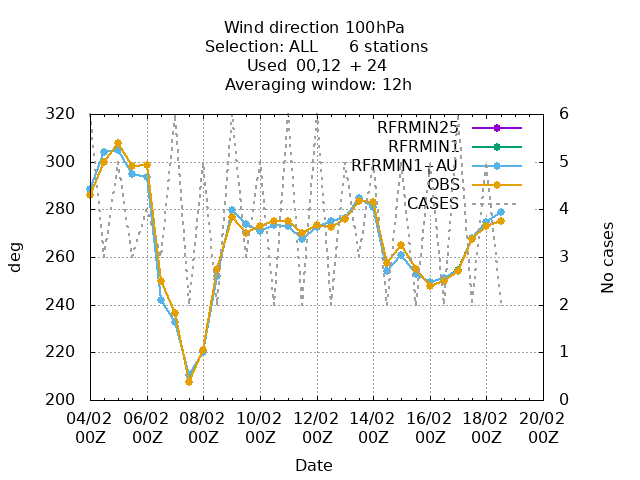 Wind direction 100hPa
Selection: ALL 6 stations
Used 00,12 + 24
Averaging window: 12h
320 6
RFRMIN25
RFRMIN1
300 5
RFRMIN1+AU
OBS
280 CASES 4
260 3
deg No cases
240 2
220 1
200 0
04/02 06/02 08/02 10/02 12/02 14/02 16/02 18/02 20/02
00Z 00Z 00Z 00Z 00Z 00Z 00Z 00Z 00Z
Date